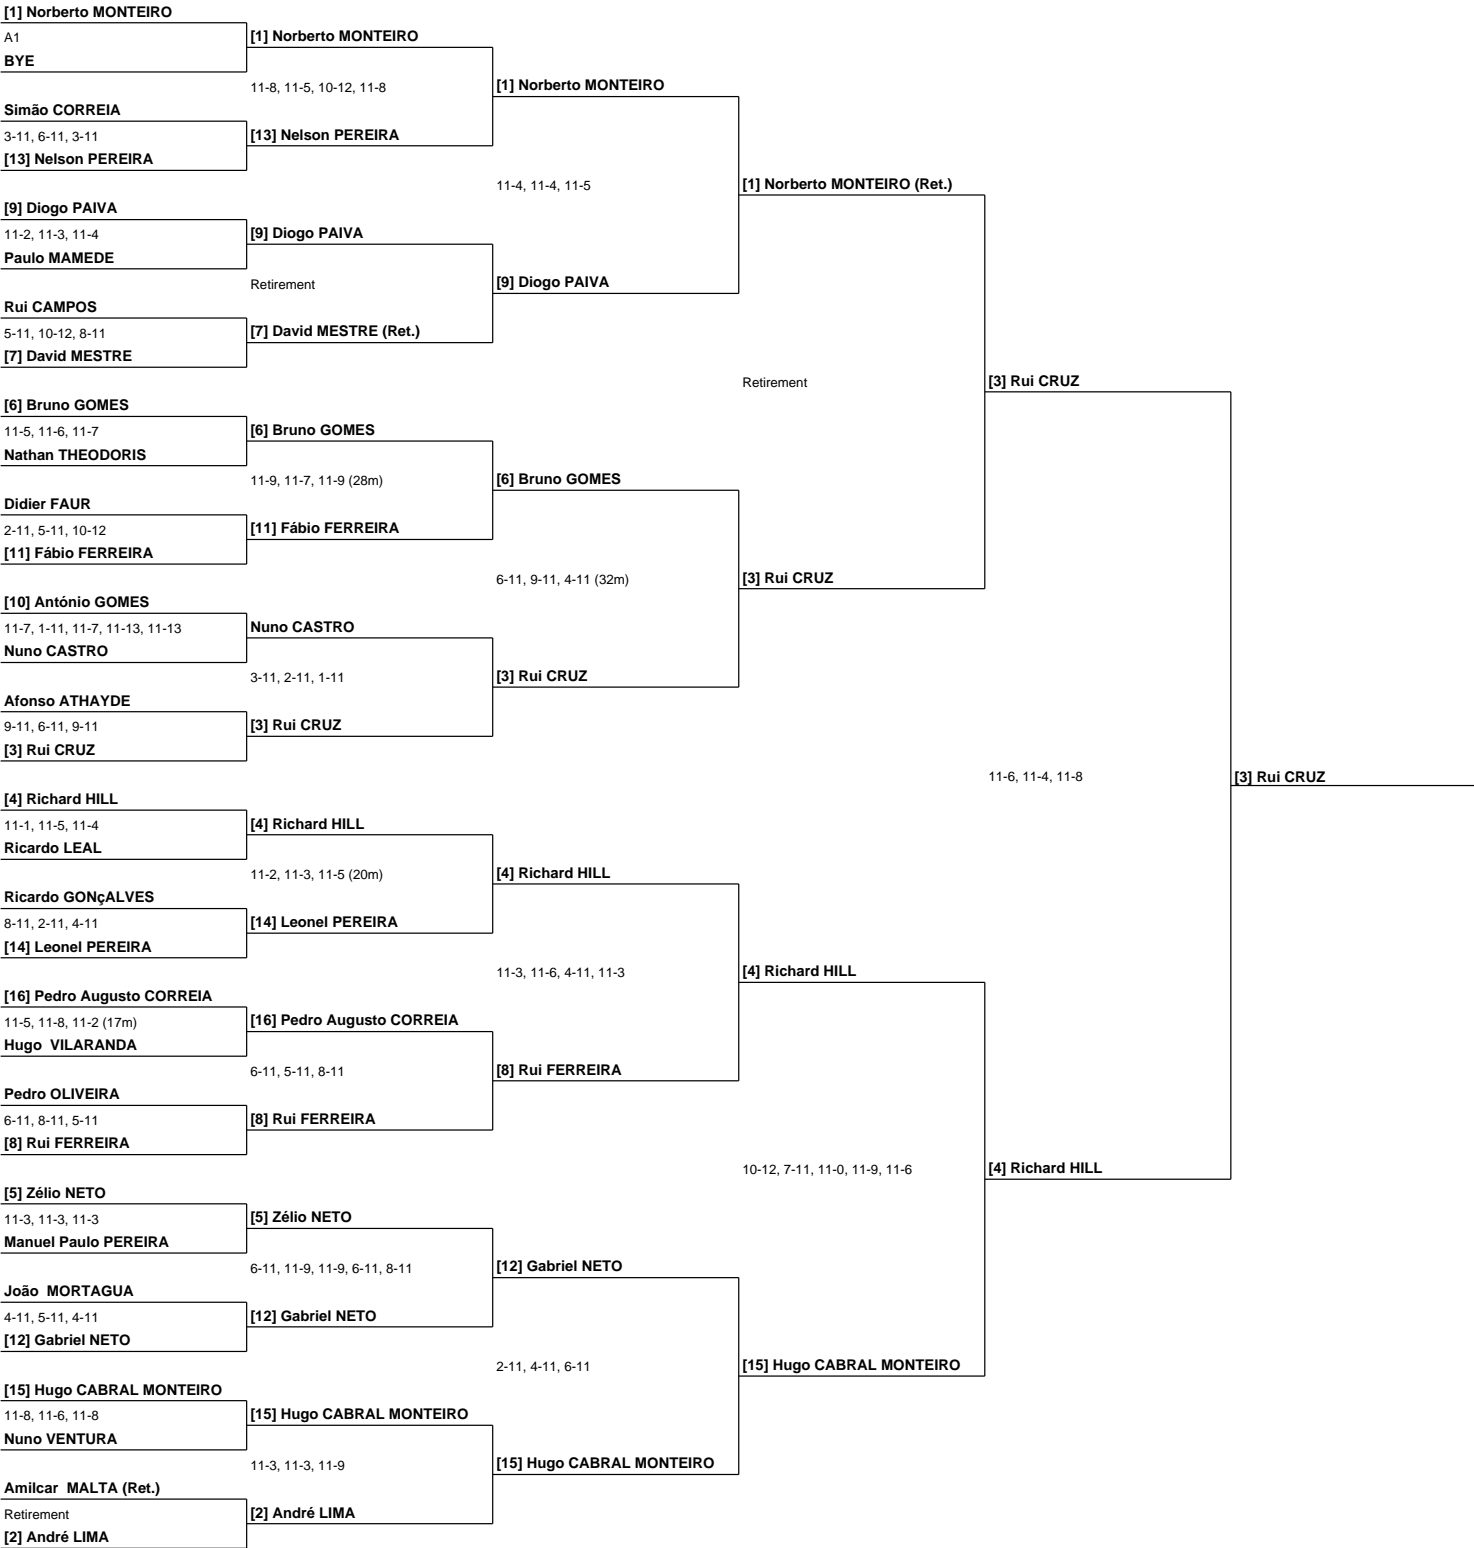 [1] Norberto MONTEIRO
A1
BYE
Simão CORREIA
3-11, 6-11, 3-11
[13] Nelson PEREIRA
[9] Diogo PAIVA
11-2, 11-3, 11-4
Paulo MAMEDE
Rui CAMPOS
5-11, 10-12, 8-11
[7] David MESTRE
[6] Bruno GOMES
11-5, 11-6, 11-7
Nathan THEODORIS
Didier FAUR
2-11, 5-11, 10-12
[11] Fábio FERREIRA
[10] António GOMES
11-7, 1-11, 11-7, 11-13, 11-13
Nuno CASTRO
Afonso ATHAYDE
9-11, 6-11, 9-11
[3] Rui CRUZ
[4] Richard HILL
11-1, 11-5, 11-4
Ricardo LEAL
Ricardo GONçALVES
8-11, 2-11, 4-11
[14] Leonel PEREIRA
[16] Pedro Augusto CORREIA
11-5, 11-8, 11-2 (17m)
Hugo  VILARANDA
Pedro OLIVEIRA
6-11, 8-11, 5-11
[8] Rui FERREIRA
[5] Zélio NETO
11-3, 11-3, 11-3
Manuel Paulo PEREIRA
João  MORTAGUA
4-11, 5-11, 4-11
[12] Gabriel NETO
[15] Hugo CABRAL MONTEIRO
11-8, 11-6, 11-8
Nuno VENTURA
Amilcar  MALTA (Ret.)
Retirement
[2] André LIMA
[1] Norberto MONTEIRO
11-8, 11-5, 10-12, 11-8
[13] Nelson PEREIRA
[9] Diogo PAIVA
Retirement
[7] David MESTRE (Ret.)
[6] Bruno GOMES
11-9, 11-7, 11-9 (28m)
[11] Fábio FERREIRA
Nuno CASTRO
3-11, 2-11, 1-11
[3] Rui CRUZ
[4] Richard HILL
11-2, 11-3, 11-5 (20m)
[14] Leonel PEREIRA
[16] Pedro Augusto CORREIA
6-11, 5-11, 8-11
[8] Rui FERREIRA
[5] Zélio NETO
6-11, 11-9, 11-9, 6-11, 8-11
[12] Gabriel NETO
[15] Hugo CABRAL MONTEIRO
11-3, 11-3, 11-9
[2] André LIMA
[1] Norberto MONTEIRO
11-4, 11-4, 11-5
[9] Diogo PAIVA
[6] Bruno GOMES
6-11, 9-11, 4-11 (32m)
[3] Rui CRUZ
[4] Richard HILL
11-3, 11-6, 4-11, 11-3
[8] Rui FERREIRA
[12] Gabriel NETO
2-11, 4-11, 6-11
[15] Hugo CABRAL MONTEIRO
[1] Norberto MONTEIRO (Ret.)
Retirement
[3] Rui CRUZ
[4] Richard HILL
10-12, 7-11, 11-0, 11-9, 11-6
[15] Hugo CABRAL MONTEIRO
[3] Rui CRUZ
11-6, 11-4, 11-8
[4] Richard HILL
[3] Rui CRUZ